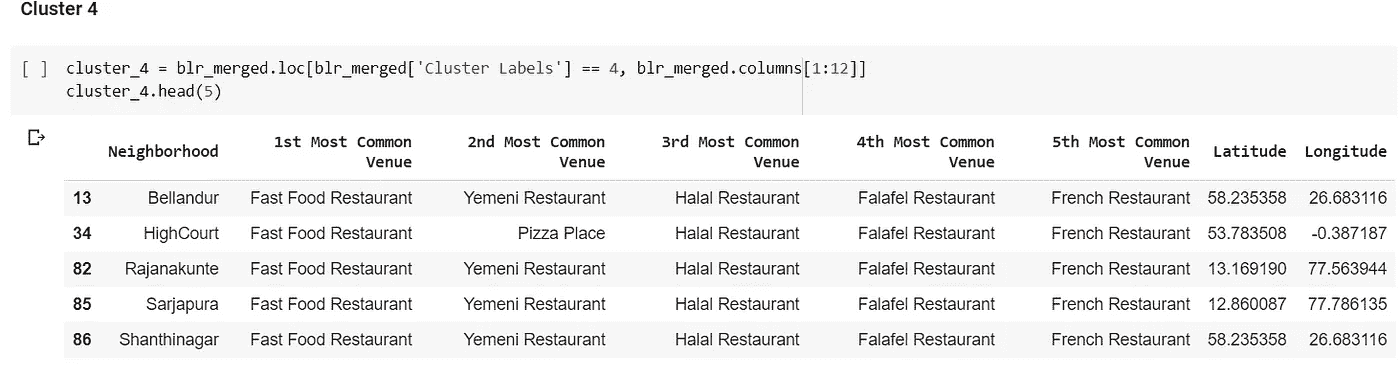 Cluster 4
[ ] cluster_4 = blr_merged.loc[blr_merged['Cluster Labels'] == 4, blr_merged.columns[1:12]]
cluster_4.head(5)
Neighborhood 1st Most Common Venue 2nd Most Common Venue 3rd Most Common Venue 4th Most Common Venue 5th Most Common Venue Latitude Longitude
13 Bellandur Fast Food Restaurant Yemeni Restaurant Halal Restaurant Falafel Restaurant French Restaurant 58.235358 26.683116
34 HighCourt Fast Food Restaurant Pizza Place Halal Restaurant Falafel Restaurant French Restaurant 53.783508 -0.387187
82 Rajanakunte Fast Food Restaurant Yemeni Restaurant Halal Restaurant Falafel Restaurant French Restaurant 13.169190 77.563944
85 Sarjapura Fast Food Restaurant Yemeni Restaurant Halal Restaurant Falafel Restaurant French Restaurant 12.860087 77.786135
86 Shanthinagar Fast Food Restaurant Yemeni Restaurant Halal Restaurant Falafel Restaurant French Restaurant 58.235358 26.683116